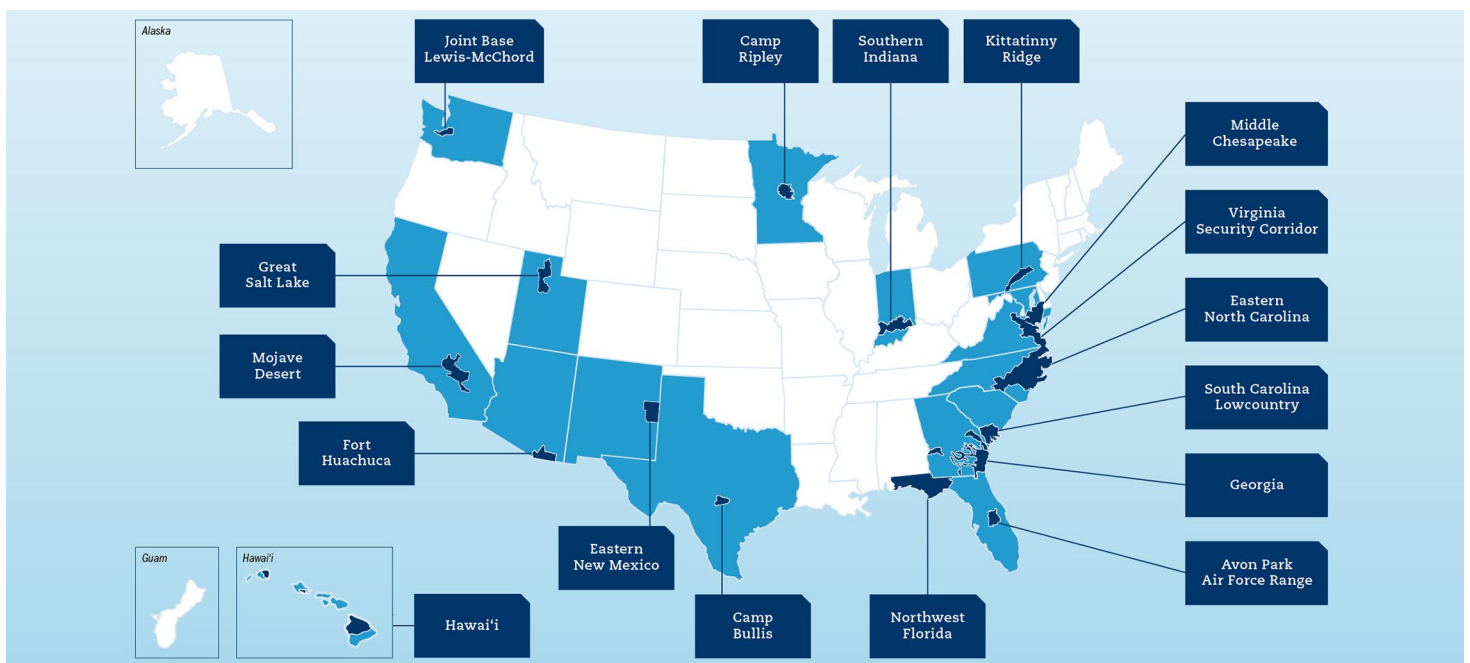 Alaska
Joint Base
Lewis-McChord
Camp
Ripley
Southern
Indiana
Kittatinny
Ridge
Middle
Chesapeake
Virginia
Security Corridor
Great
Salt Lake
Eastern
North Carolina
Mojave
Desert
South Carolina
Lowcountry
Fort
Huachuca
Georgia
Eastern
New Mexico
Avon Park
Air Force Range
Guam
Hawai‘i
Hawai‘i
Camp
Bullis
Northwest
Florida